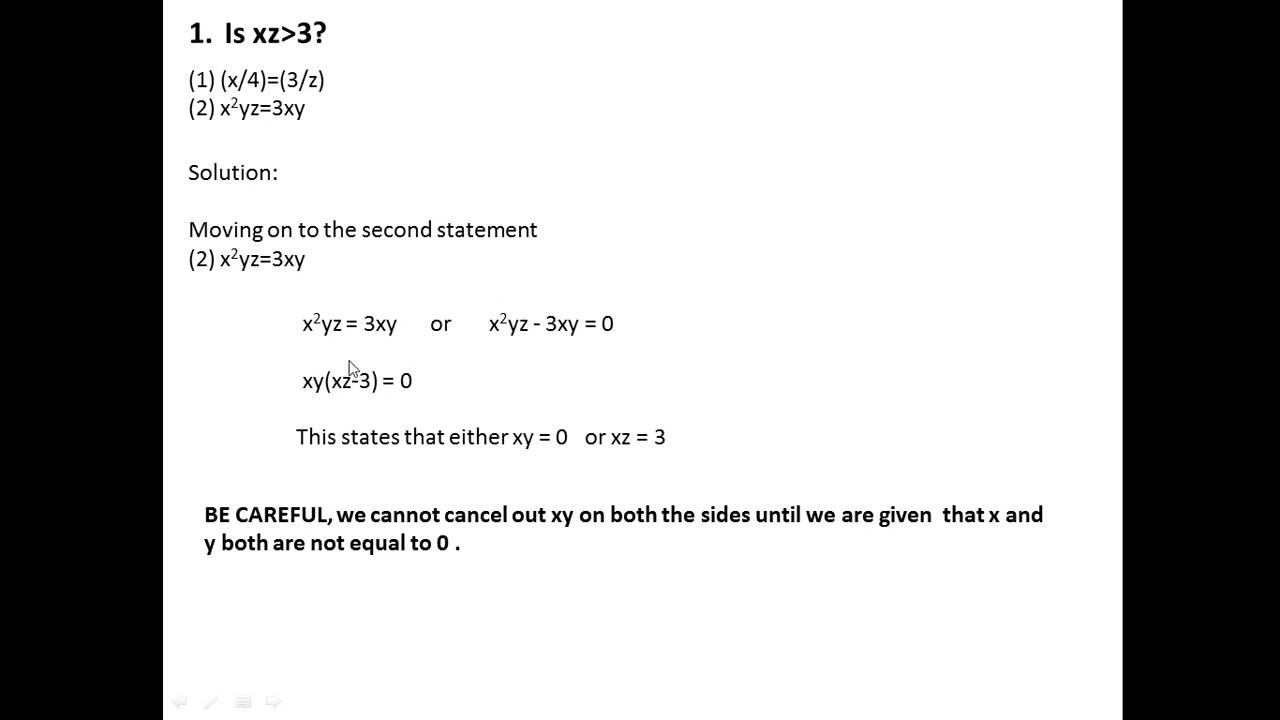 1. Is xz>3?
(1) (x/4)=(3/z)
(2) x²yz=3xy
Solution:
Moving on to the second statement
(2) x²yz=3xy
x²yz = 3xy or x²yz - 3xy = 0
xy(xz-3) = 0
This states that either xy = 0 or xz = 3
BE CAREFUL, we cannot cancel out xy on both the sides until we are given that x and
y both are not equal to 0 .